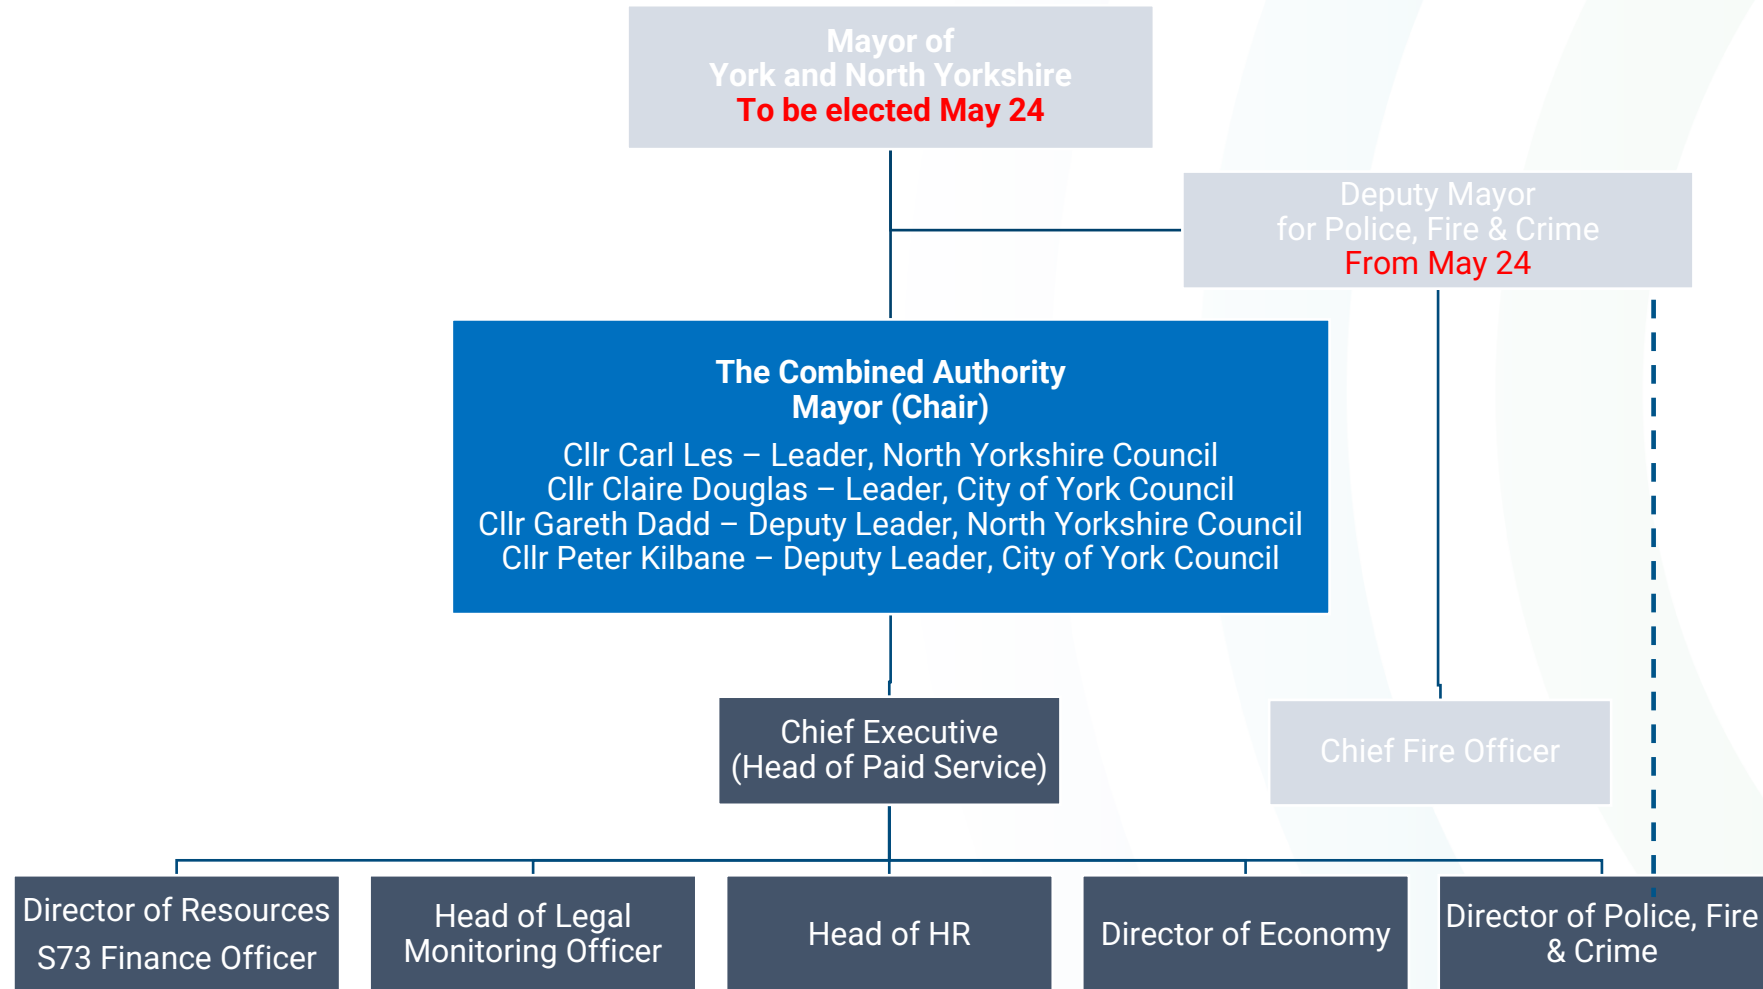 Mayor of
York and North Yorkshire
To be elected May 24
Deputy Mayor
for Police, Fire & Crime
From May 24
The Combined Authority
Mayor (Chair)
Cllr Carl Les – Leader, North Yorkshire Council
Cllr Claire Douglas – Leader, City of York Council
Cllr Gareth Dadd – Deputy Leader, North Yorkshire Council
Cllr Peter Kilbane – Deputy Leader, City of York Council
Chief Executive
(Head of Paid Service)
Chief Fire Officer
Director of Resources
S73 Finance Officer
Head of Legal
Monitoring Officer
Head of HR
Director of Economy
Director of Police, Fire
& Crime